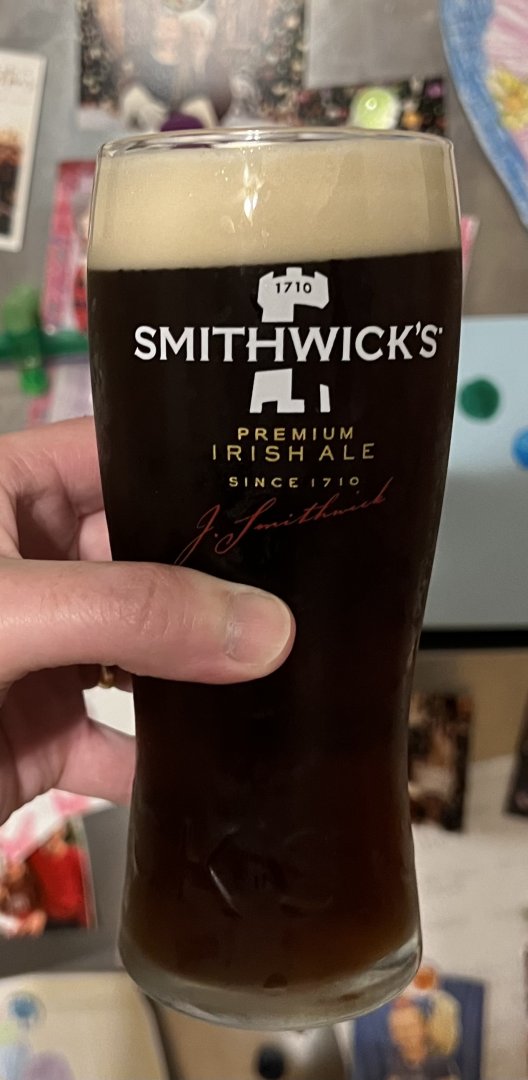 1710
SMITHWICK'S
PREMIUM
IRISH ALE
SINCE 1710
J. Smithwick